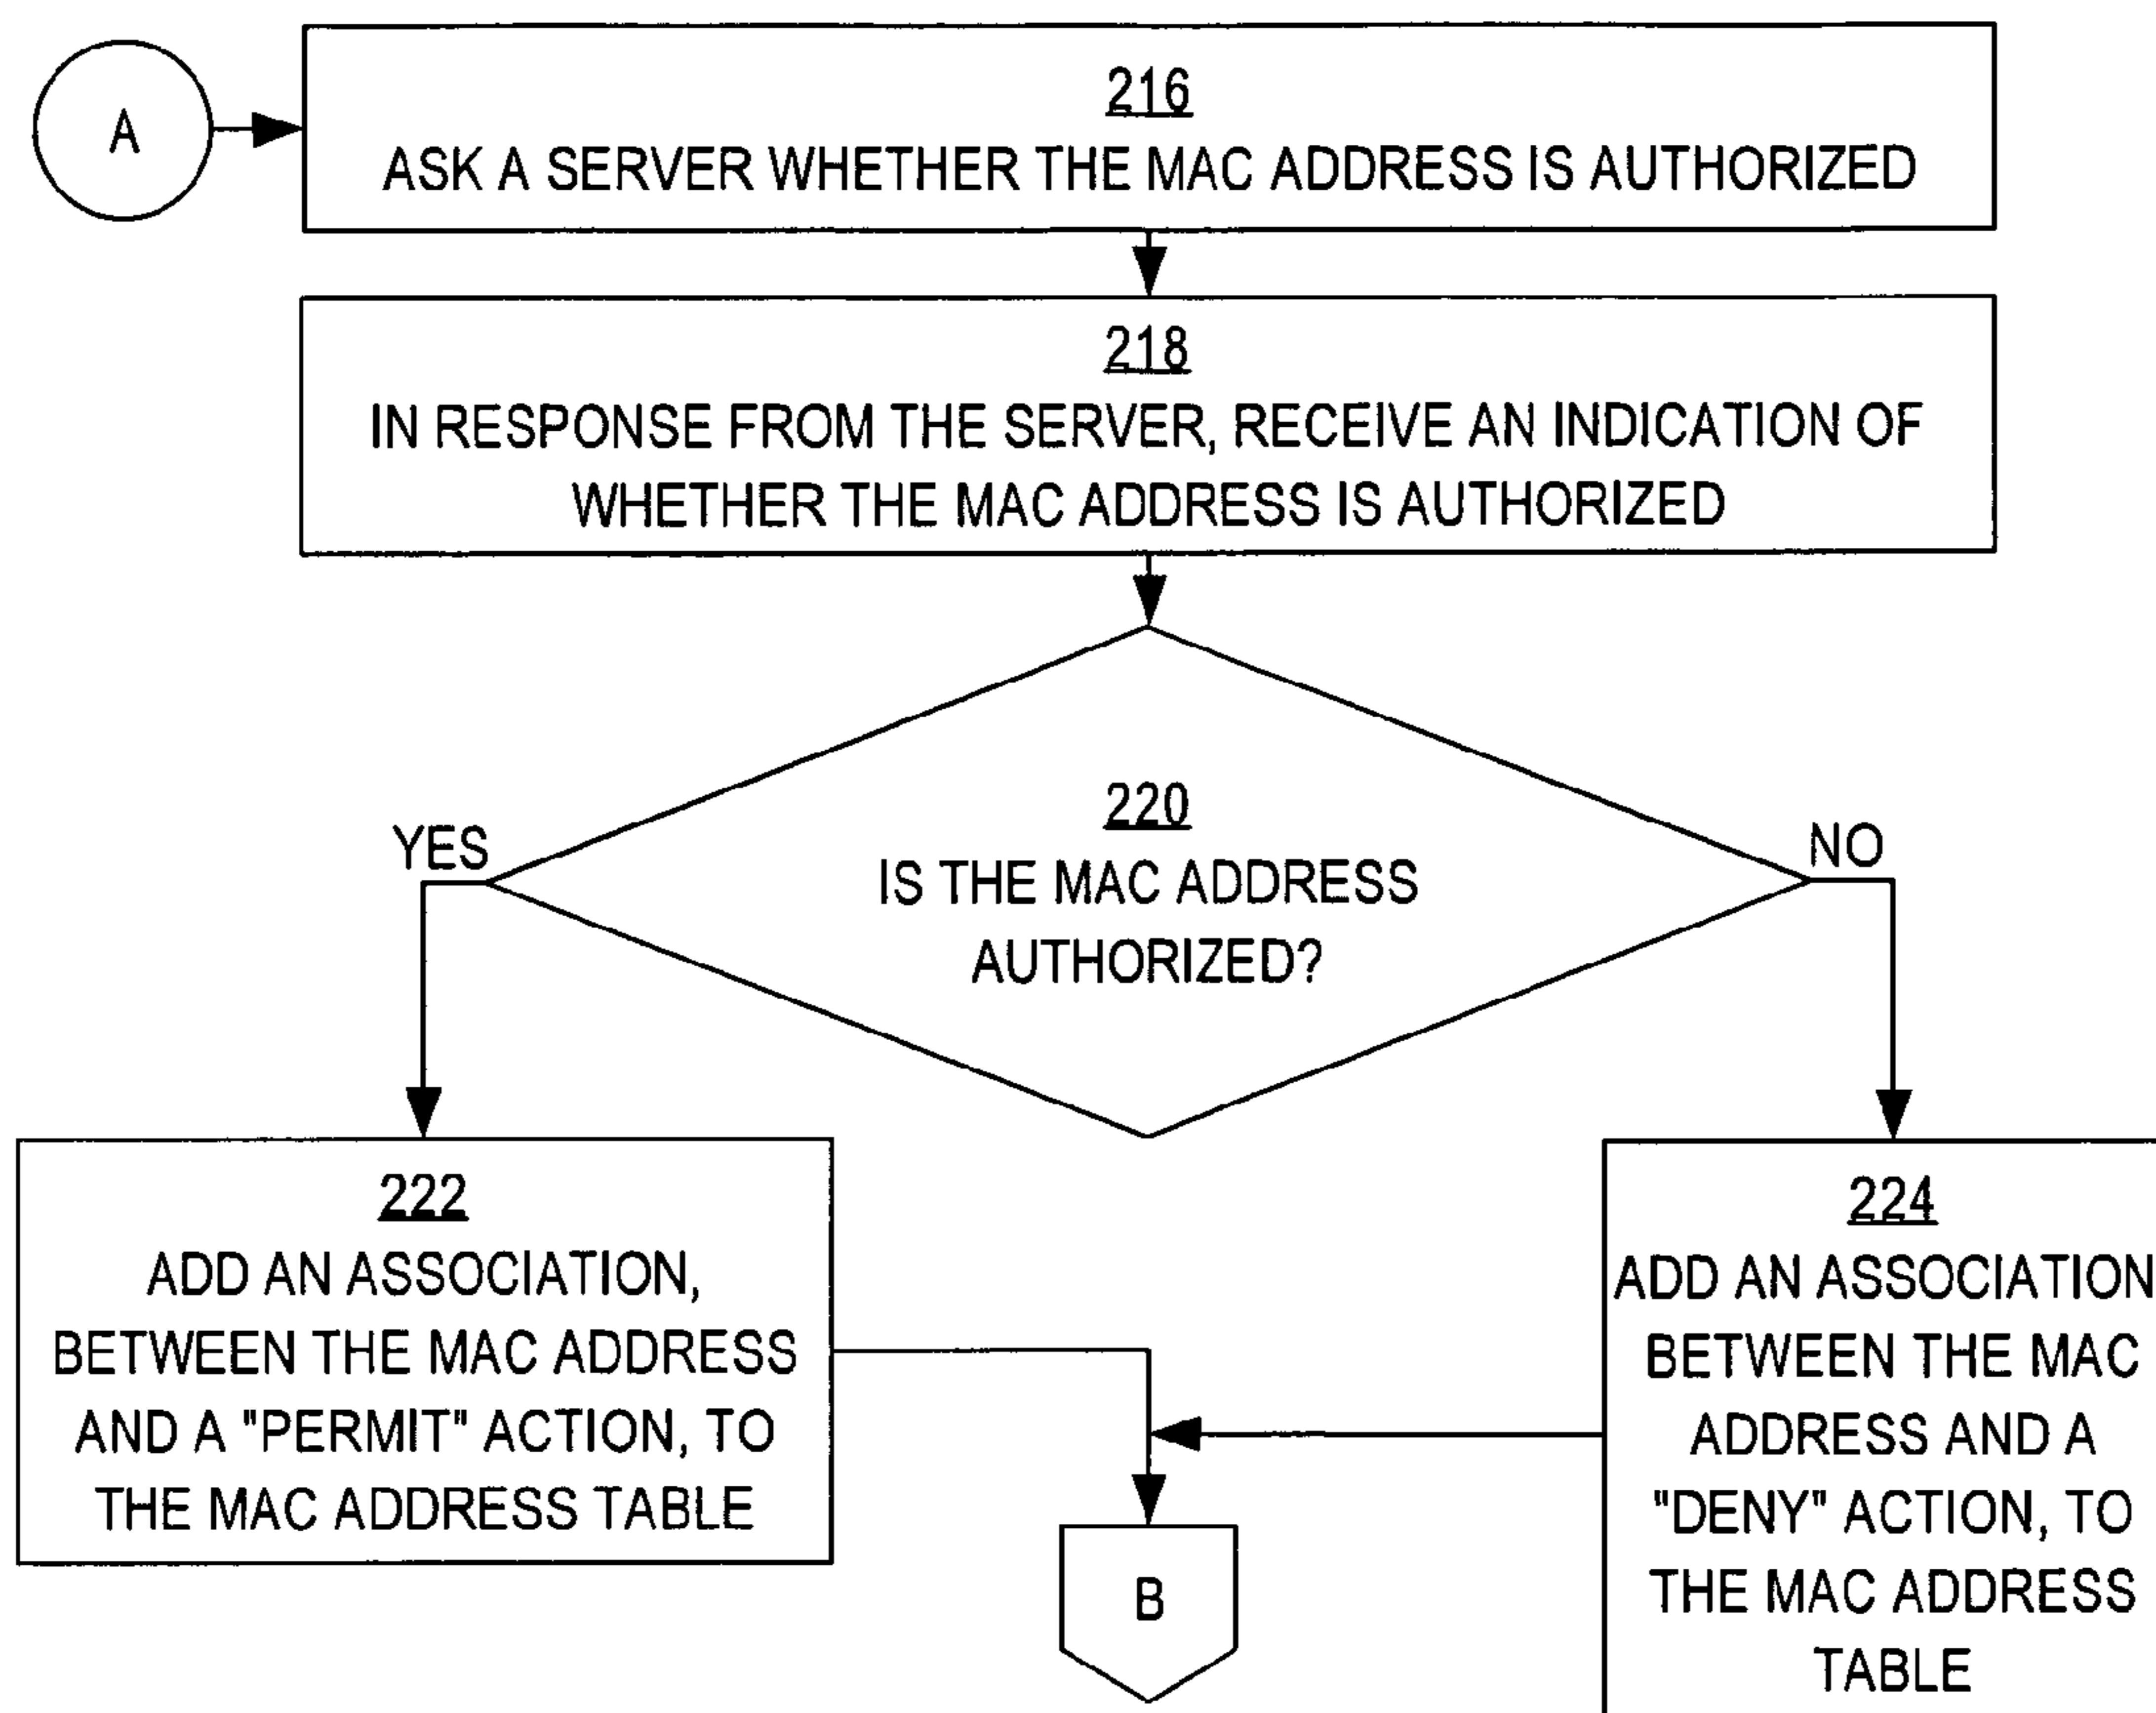 A
216
ASK A SERVER WHETHER THE MAC ADDRESS IS AUTHORIZED
218
IN RESPONSE FROM THE SERVER, RECEIVE AN INDICATION OF
WHETHER THE MAC ADDRESS IS AUTHORIZED
220
IS THE MAC ADDRESS
AUTHORIZED?
YES
NO
222
ADD AN ASSOCIATION,
BETWEEN THE MAC ADDRESS
AND A "PERMIT" ACTION, TO
THE MAC ADDRESS TABLE
224
ADD AN ASSOCIATION
BETWEEN THE MAC
ADDRESS AND A
"DENY" ACTION, TO
THE MAC ADDRESS
TABLE
B